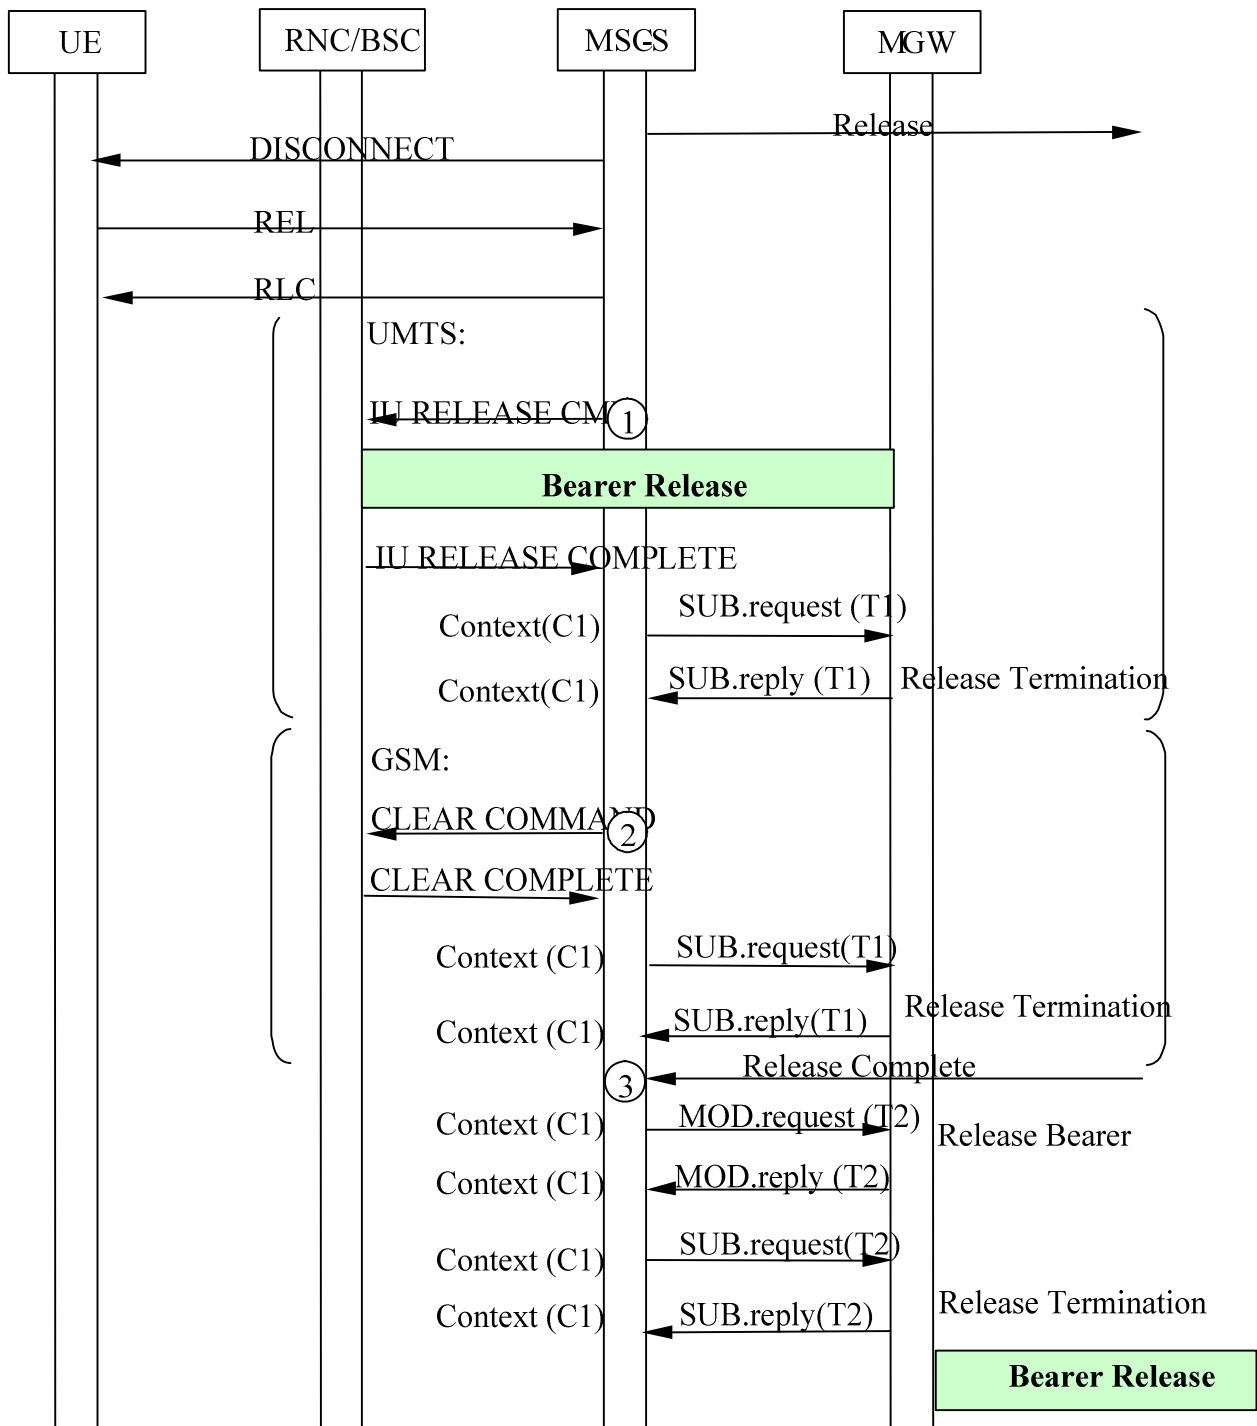 UE
RNC/BSC
MSC-S
MGW
Release
DISCONNECT
REL
RLC
UMTS:
IU RELEASE CM
1
Bearer Release
IU RELEASE COMPLETE
SUB.request (T1)
Context(C1)
SUB.reply (T1)
Release Termination
Context(C1)
GSM:
CLEAR COMMAND
2
CLEAR COMPLETE
SUB.request(T1)
Context (C1)
Release Termination
SUB.reply(T1)
Context (C1)
Release Complete
3
MOD.request (T2)
Context (C1)
Release Bearer
MOD.reply (T2)
Context (C1)
SUB.request(T2)
Context (C1)
Release Termination
SUB.reply(T2)
Context (C1)
Bearer Release